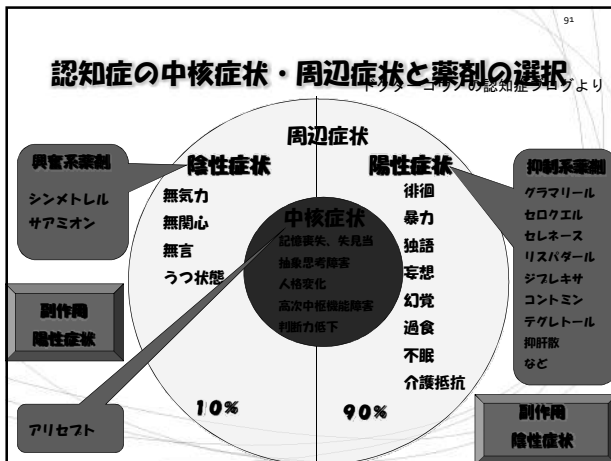 91
認知症の中核症状・周辺症状と薬剤の選択
ドクターコウノの認知症ブログより
周辺症状
陰性症状
無気力
無関心
無言
うつ状態
10%
陽性症状
徘徊
暴力
独語
妄想
幻覚
過食
不眠
介護抵抗
90%
中核症状
記憶喪失、失見当
抽象思考障害
人格変化
高次中枢機能障害
判断力低下
興奮系薬剤
シンメトレル
サアミオン
副作用
陽性症状
アリセプト
抑制系薬剤
グラマリール
セロクエル
セレネース
リスパダール
ジプレキサ
コントミン
テグレトール
抑肝散
など
副作用
陰性症状